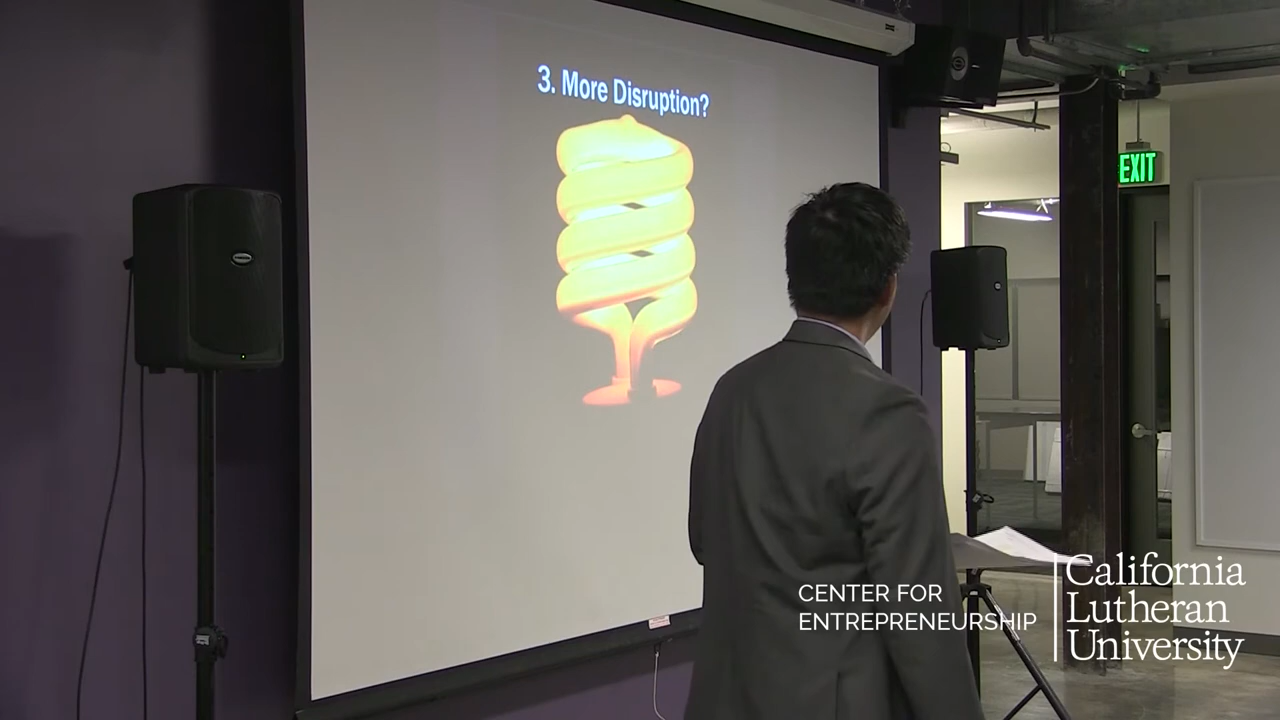 3. More Disruption?
EXIT
CENTER FOR
ENTREPRENEURSHIP
California
Lutheran
University